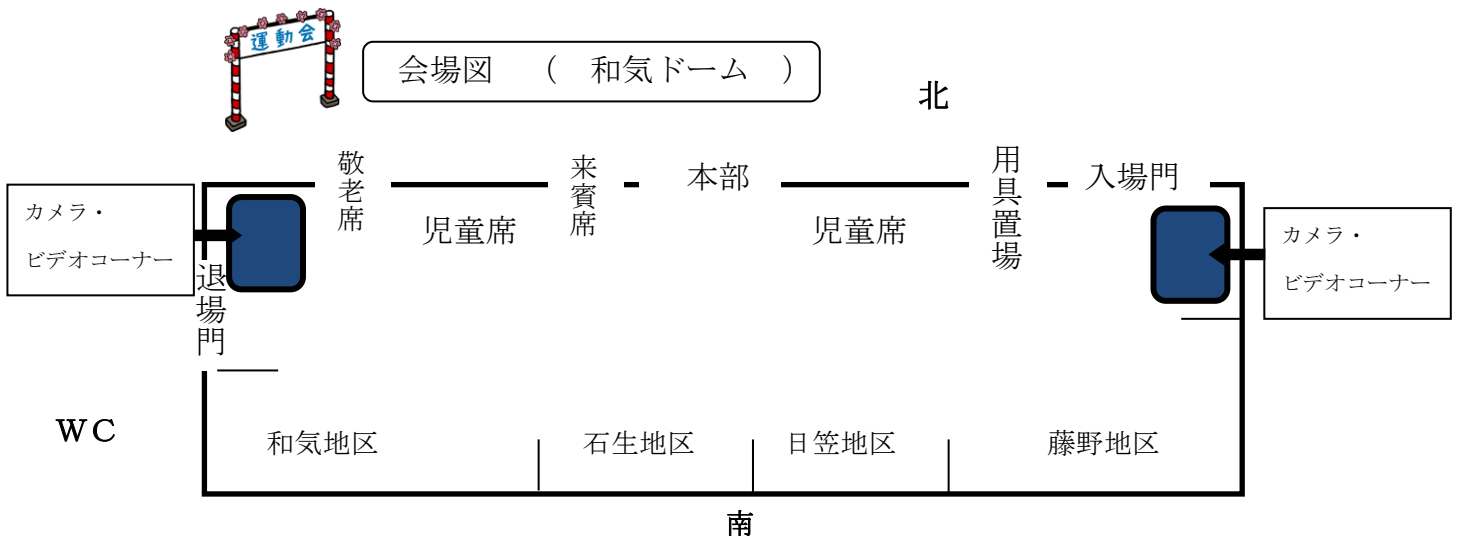 運動会
会場図 （ 和気ドーム ）
北
敬老席
来賓席
本部
用具置場
入場門
児童席
児童席
カメラ・
ビデオコーナー
カメラ・
ビデオコーナー
退場門
ＷＣ
和気地区
石生地区
日笠地区
藤野地区
南